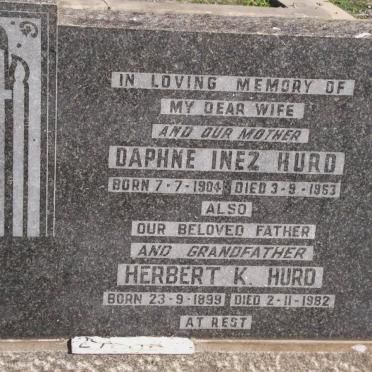 IN LOVING MEMORY OF
MY DEAR WIFE
AND OUR MOTHER
DAPHNE INEZ HURD
BORN 7-7-1904 DIED 3-9-1963
ALSO
OUR BELOVED FATHER
AND GRANDFATHER
HERBERT K. HURD
BORN 23-9-1899 DIED 2-11-1982
AT REST